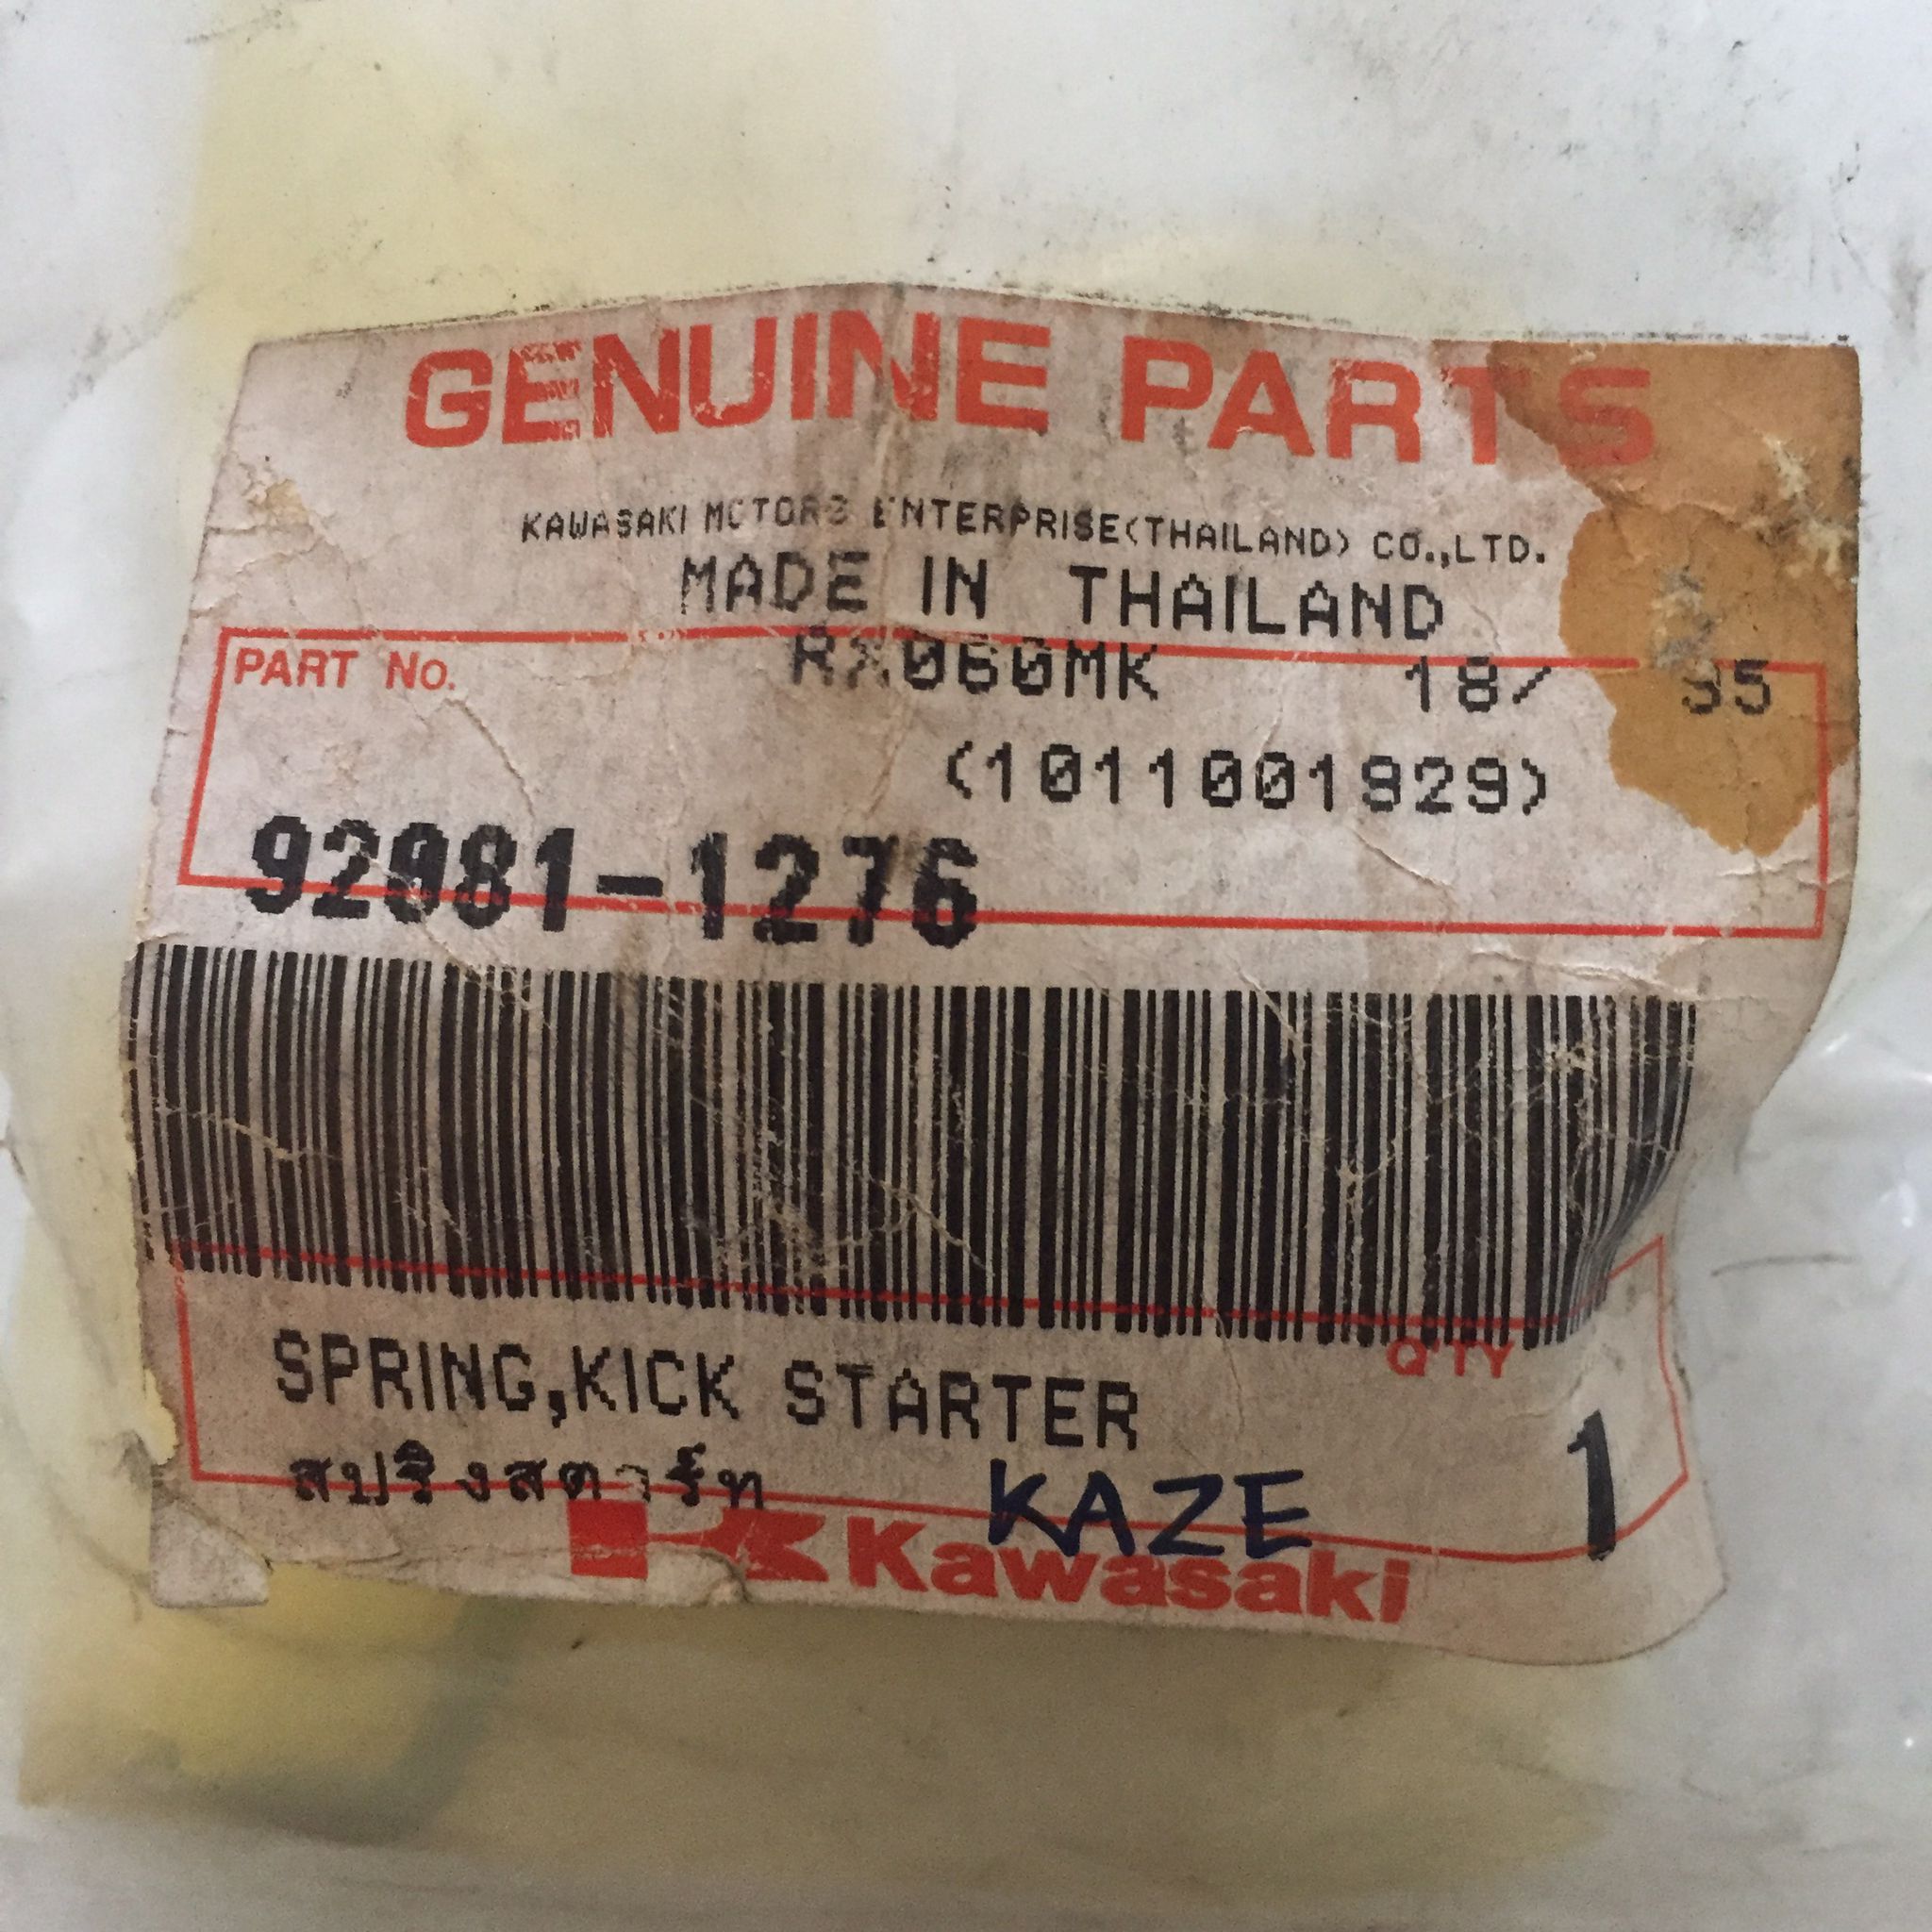 GENUINE PARTS
KAWASAKI MOTORS ENTERPRISE(THAILAND) CO.,LTD.
MADE IN THAILAND
PART No. 18/
(1011001929)
92081-1276
SPRING,KICK STARTER
Q'TY
1
สปริงสตาร์ท
KAZE
Kawasaki